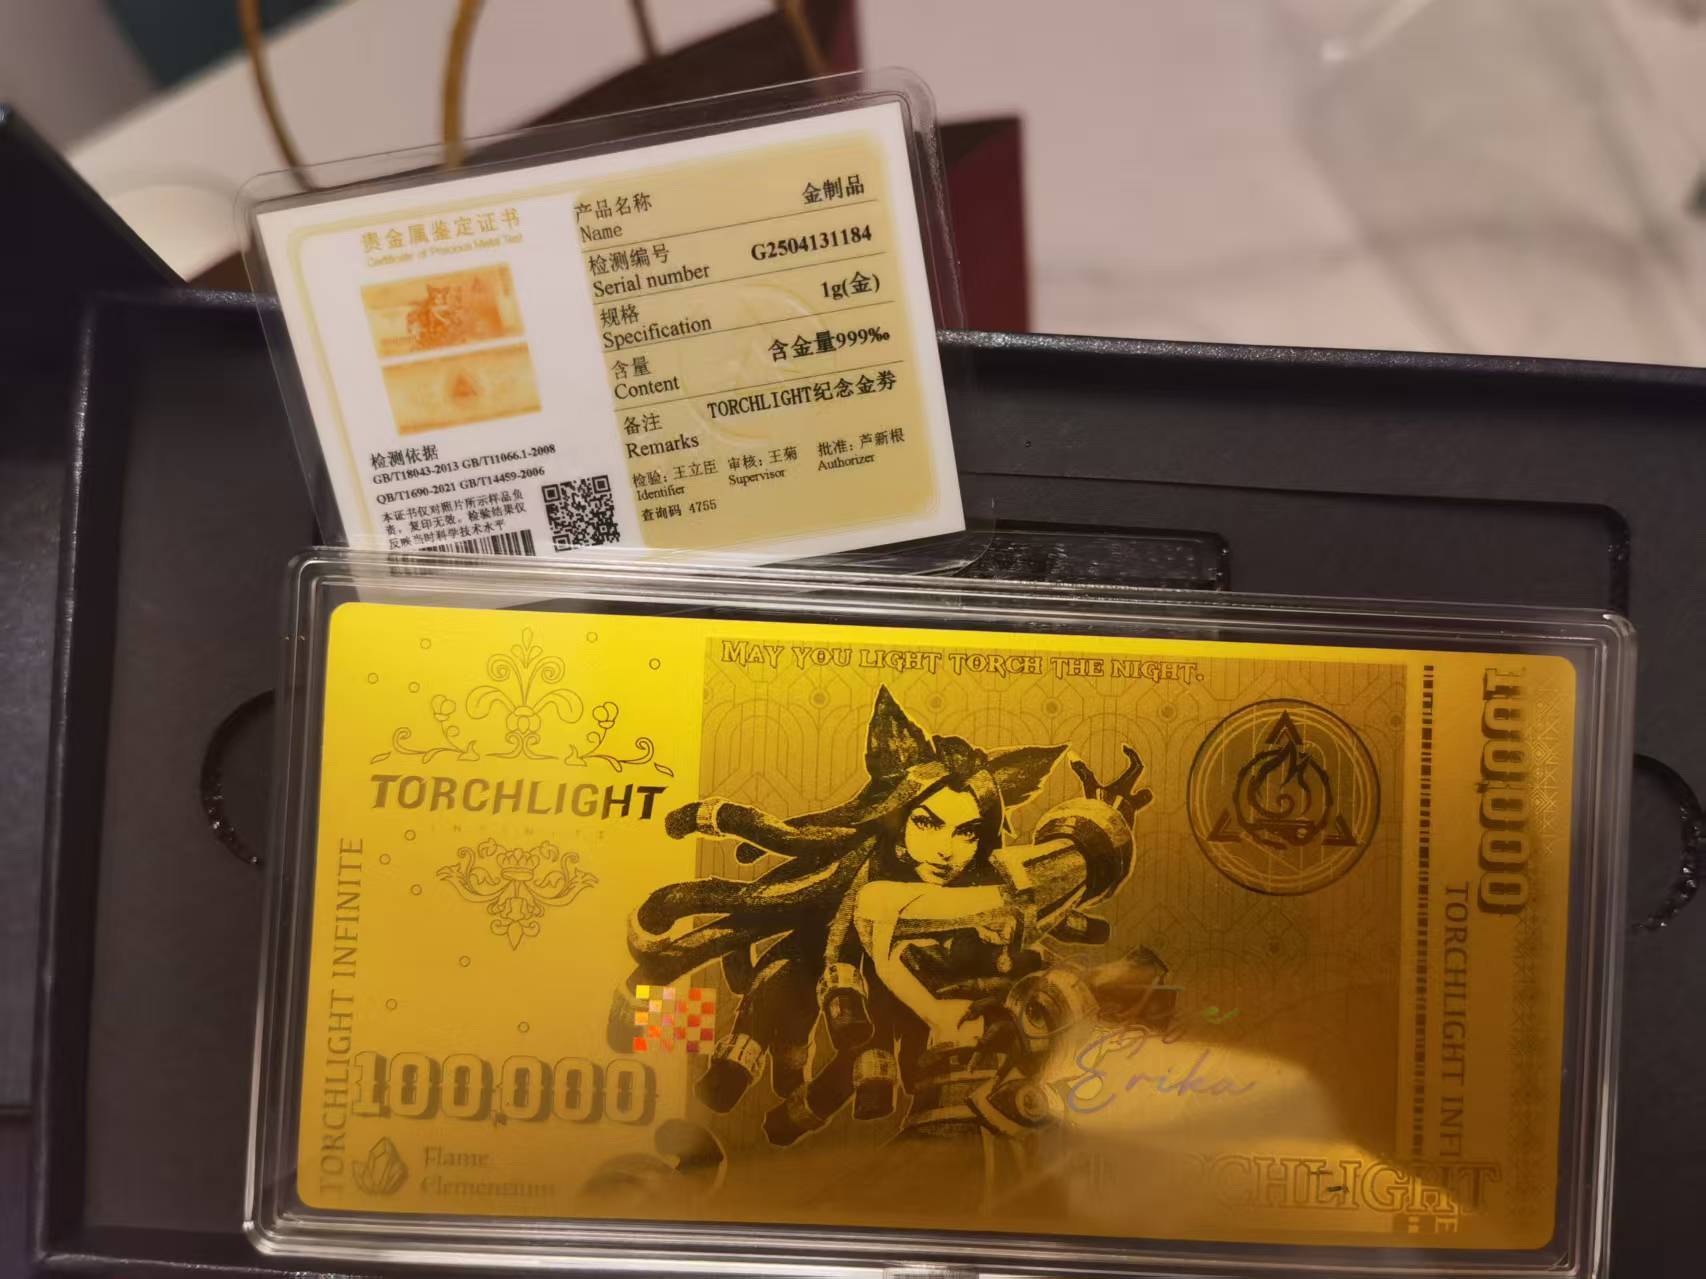 贵金属鉴定证书
Certificate of Precious Metal Test
检测依据
GB/T18043-2013 GB/T11066.1-2008
QB/T1690-2021 GB/T14459-2006
本证书仅对照片所示样品负
责，复印无效。检验结果仅
反映当时科学技术水平
产品名称 金制品
Name
检测编号 G2504131184
Serial number
规格 1g(金)
Specification
含量 含金量999‰
Content
备注 TORCHLIGHT纪念金券
Remarks
检验：王立臣 审核：王菊 批准：芦新根
Identifier Supervisor Authorizer
查询码 4755
MAY YOU LIGHT TORCH THE NIGHT.
TORCHLIGHT
INFINITE
TORCHLIGHT INFINITE
100,000
Flame
Elementium
Erika
100,000
TORCHLIGHT INFI
TORCHLIGHT